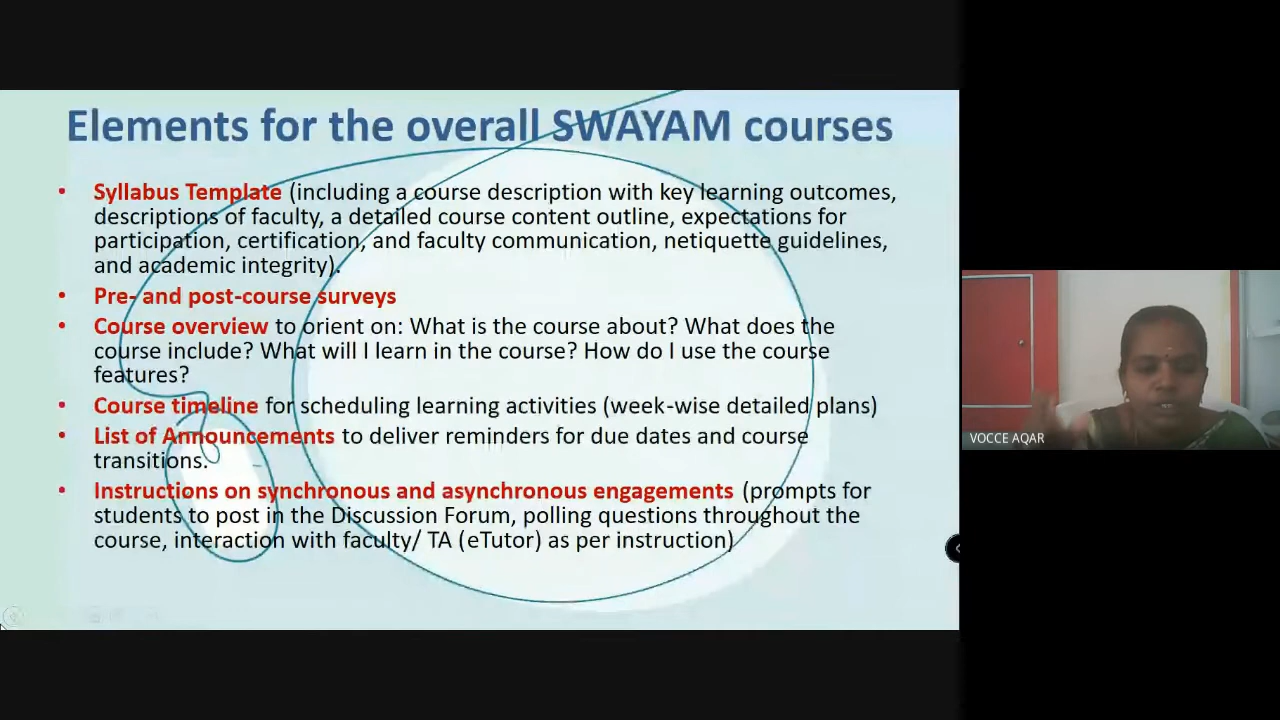 Elements for the overall SWAYAM courses
• Syllabus Template (including a course description with key learning outcomes,
descriptions of faculty, a detailed course content outline, expectations for
participation, certification, and faculty communication, netiquette guidelines,
and academic integrity).
• Pre- and post-course surveys
• Course overview to orient on: What is the course about? What does the
course include? What will I learn in the course? How do I use the course
features?
• Course timeline for scheduling learning activities (week-wise detailed plans)
• List of Announcements to deliver reminders for due dates and course
transitions.
• Instructions on synchronous and asynchronous engagements (prompts for
students to post in the Discussion Forum, polling questions throughout the
course, interaction with faculty/ TA (eTutor) as per instruction)
VOCCE AQAR